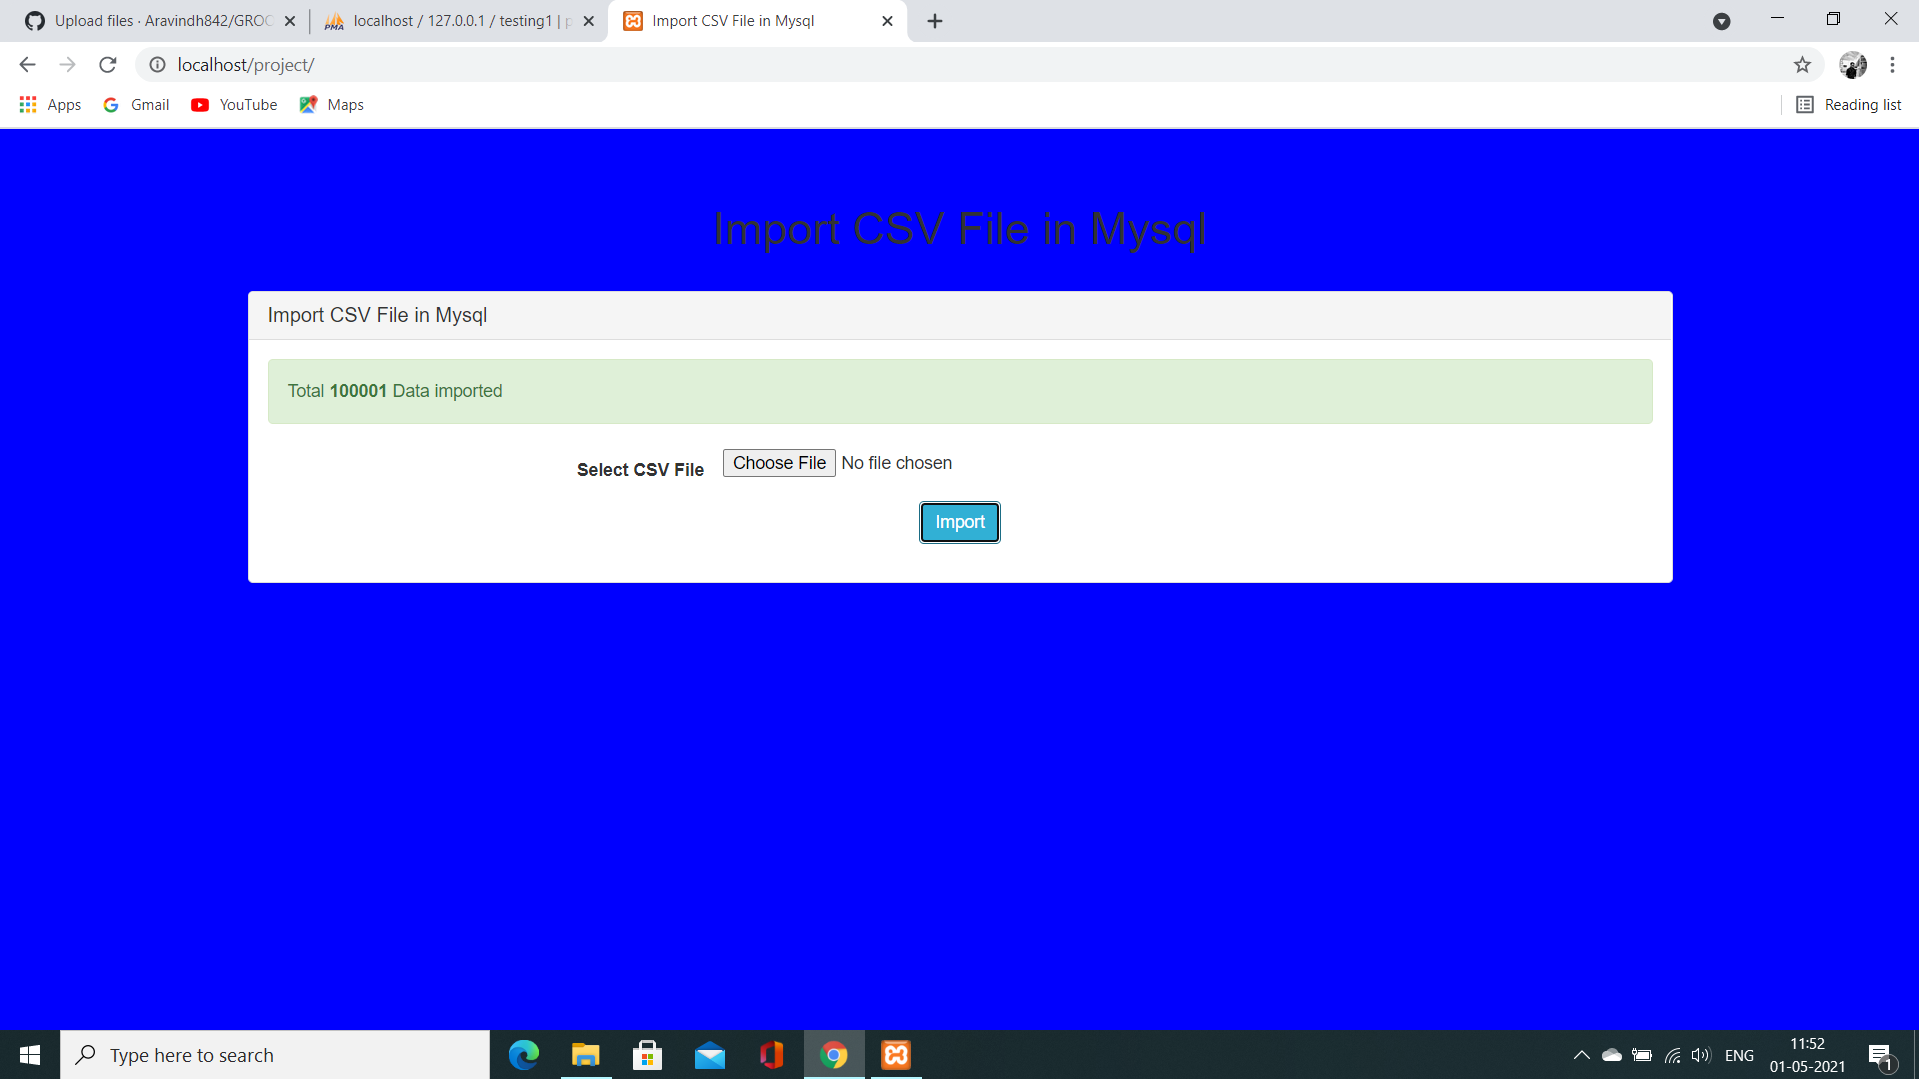 Upload files · Aravindh842/GROC
localhost / 127.0.0.1 / testing1 | p
Import CSV File in Mysql
localhost/project/
Apps Gmail YouTube Maps Reading list
Import CSV File in Mysql
Import CSV File in Mysql
Total 100001 Data imported
Select CSV File Choose File No file chosen
Import
Type here to search
ENG
11:52
01-05-2021
1
PMA